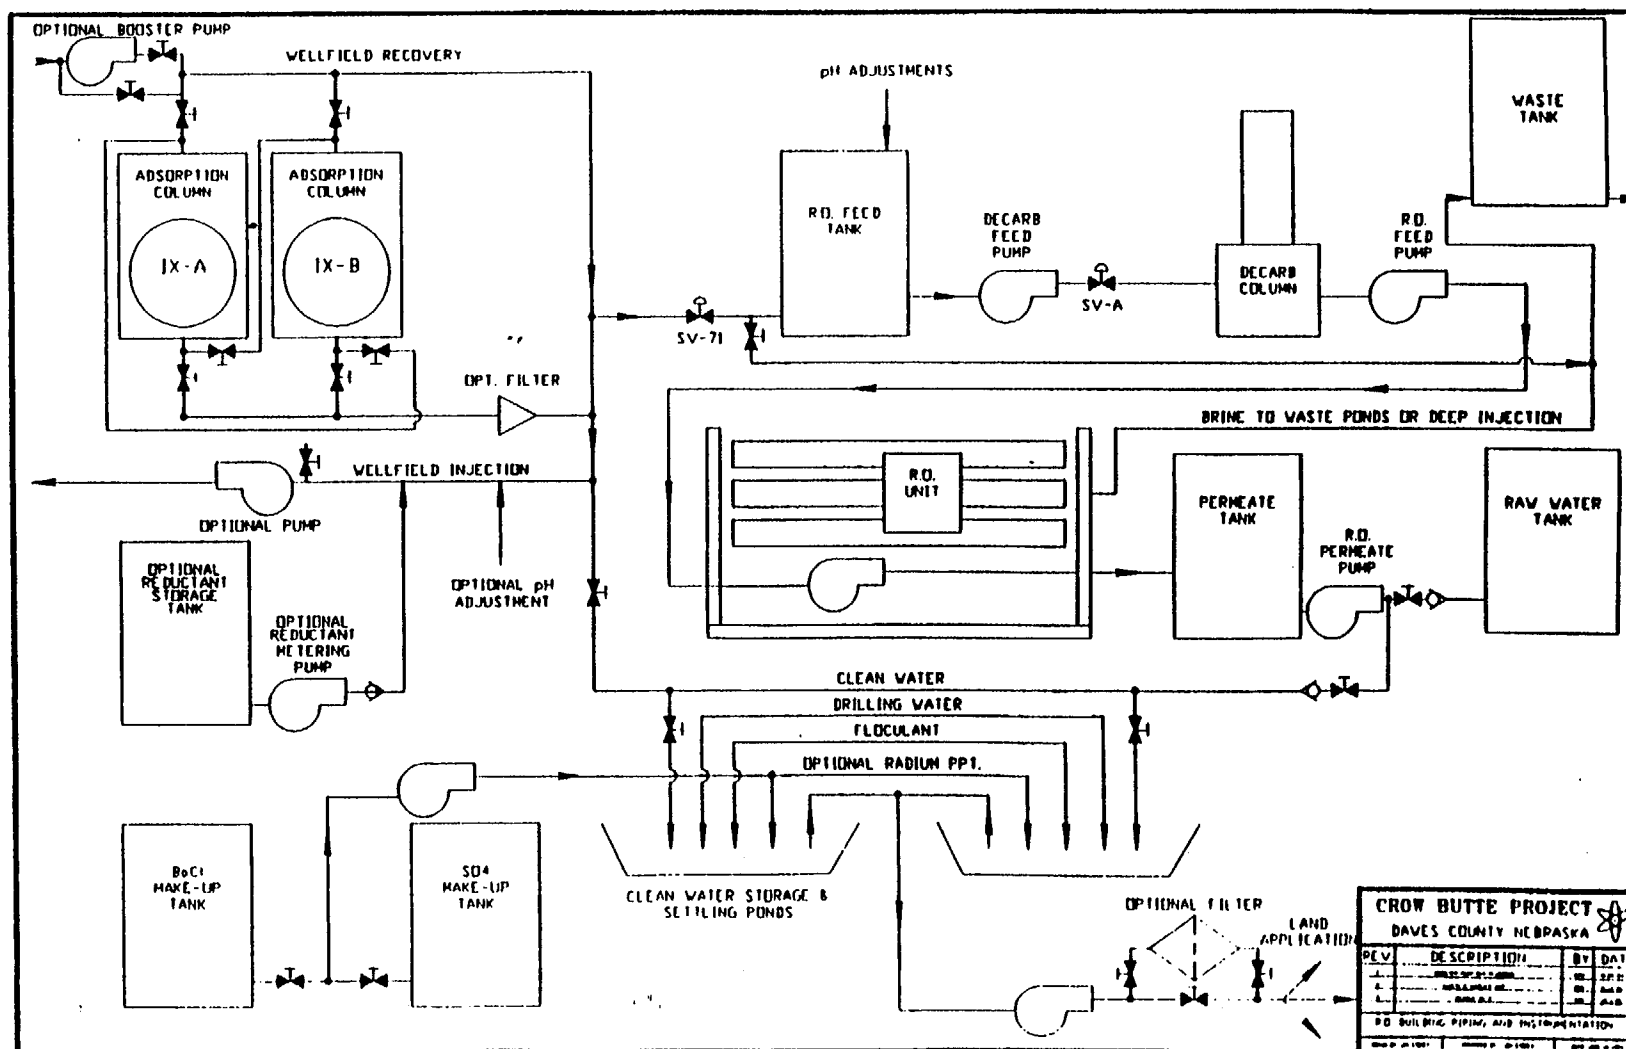 OPTIONAL BOOSTER PUMP
WELLFIELD RECOVERY
pH ADJUSTMENTS
WASTE
TANK
ADSORPTION
COLUMN
IX-A
ADSORPTION
COLUMN
IX-B
R.O. FEED
TANK
DECARB
FEED
PUMP
SV-A
DECARB
COLUMN
R.O.
FEED
PUMP
SV-71
OPT. FILTER
BRINE TO WASTE PONDS OR DEEP INJECTION
WELLFIELD INJECTION
OPTIONAL PUMP
R.O.
UNIT
PERMEATE
TANK
R.O.
PERMEATE
PUMP
RAW WATER
TANK
OPTIONAL
REDUCTANT
STORAGE
TANK
OPTIONAL pH
ADJUSTMENT
OPTIONAL
REDUCTANT
METERING
PUMP
CLEAN WATER
DRILLING WATER
FLOCULANT
OPTIONAL RADIUM PPT.
BaCl
MAKE-UP
TANK
SO4
MAKE-UP
TANK
CLEAN WATER STORAGE &
SETTLING PONDS
OPTIONAL FILTER
LAND
APPLICATION
CROW BUTTE PROJECT
DAWES COUNTY NEBRASKA
REV DESCRIPTION BY DAT
R.O. BUILDING PIPING AND INSTRUMENTATION